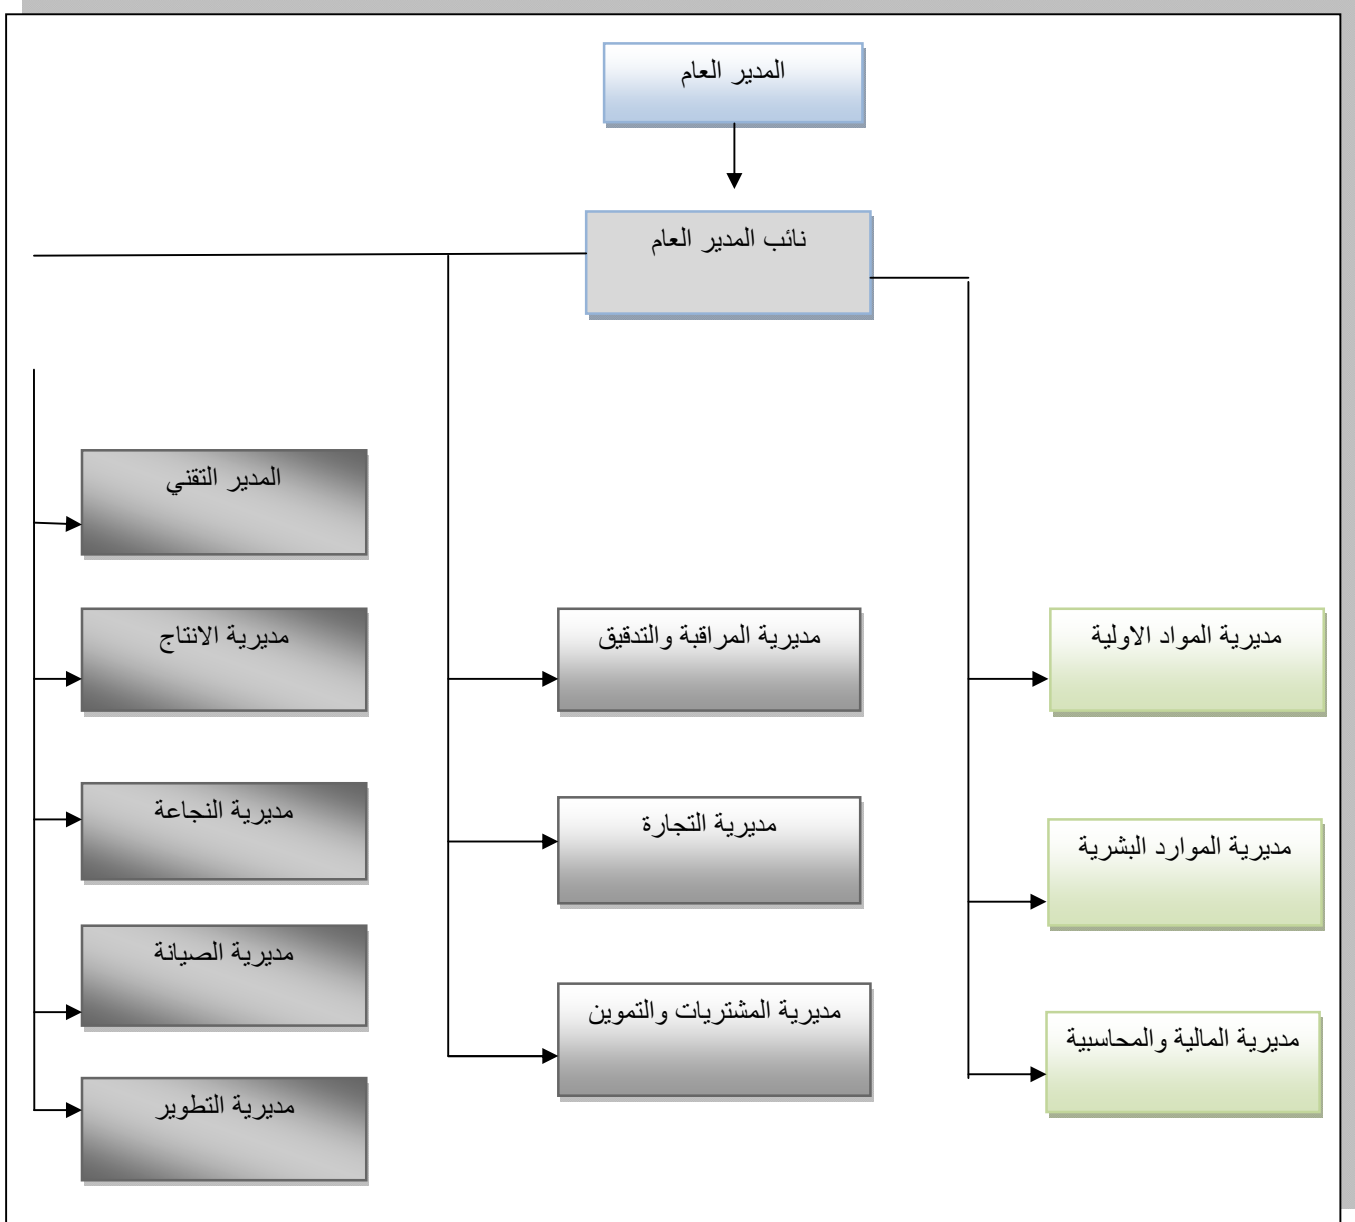 المدير العام
نائب المدير العام
مديرية المواد الاولية
مديرية الموارد البشرية
مديرية المالية والمحاسبية
مديرية المراقبة والتدقيق
مديرية التجارة
مديرية المشتريات والتموين
المدير التقني
مديرية الانتاج
مديرية النجاعة
مديرية الصيانة
مديرية التطوير